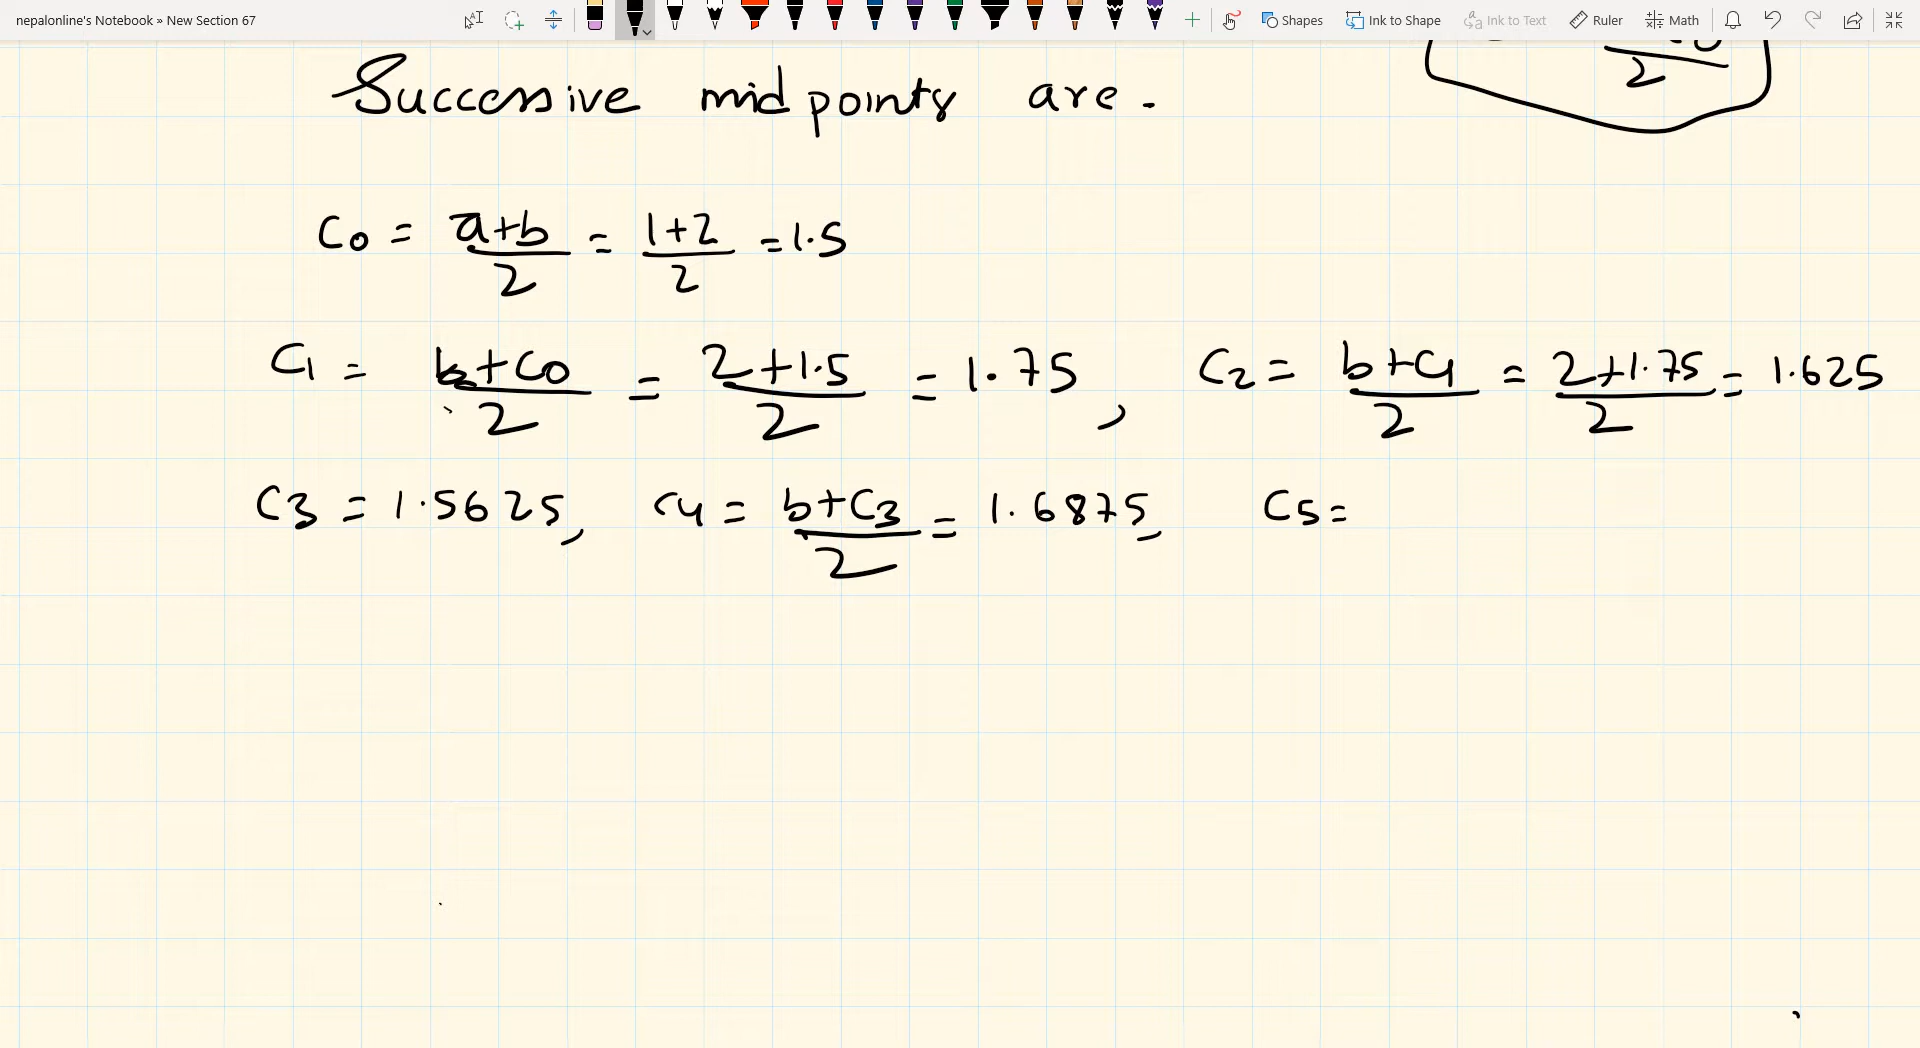 nepalonline's Notebook » New Section 67 Shapes Ink to Shape Ink to Text Ruler Math
2
Successive midpoints are.
C0 = a+b/2 = 1+2/2 = 1.5
C1 = b+C0/2 = 2+1.5/2 = 1.75, C2 = b+C1/2 = 2+1.75/2 = 1.625
C3 = 1.5625, C4 = b+C3/2 = 1.6875, C5 =